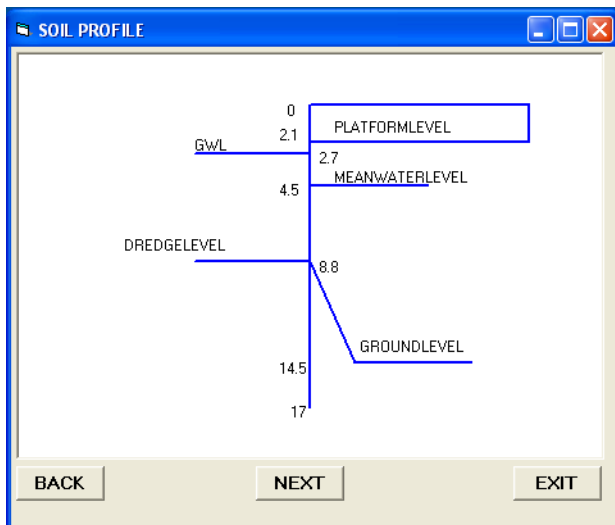 SOIL PROFILE
0
2.1
PLATFORMLEVEL
GWL
2.7
MEANWATERLEVEL
4.5
DREDGELEVEL
8.8
GROUNDLEVEL
14.5
17
BACK
NEXT
EXIT